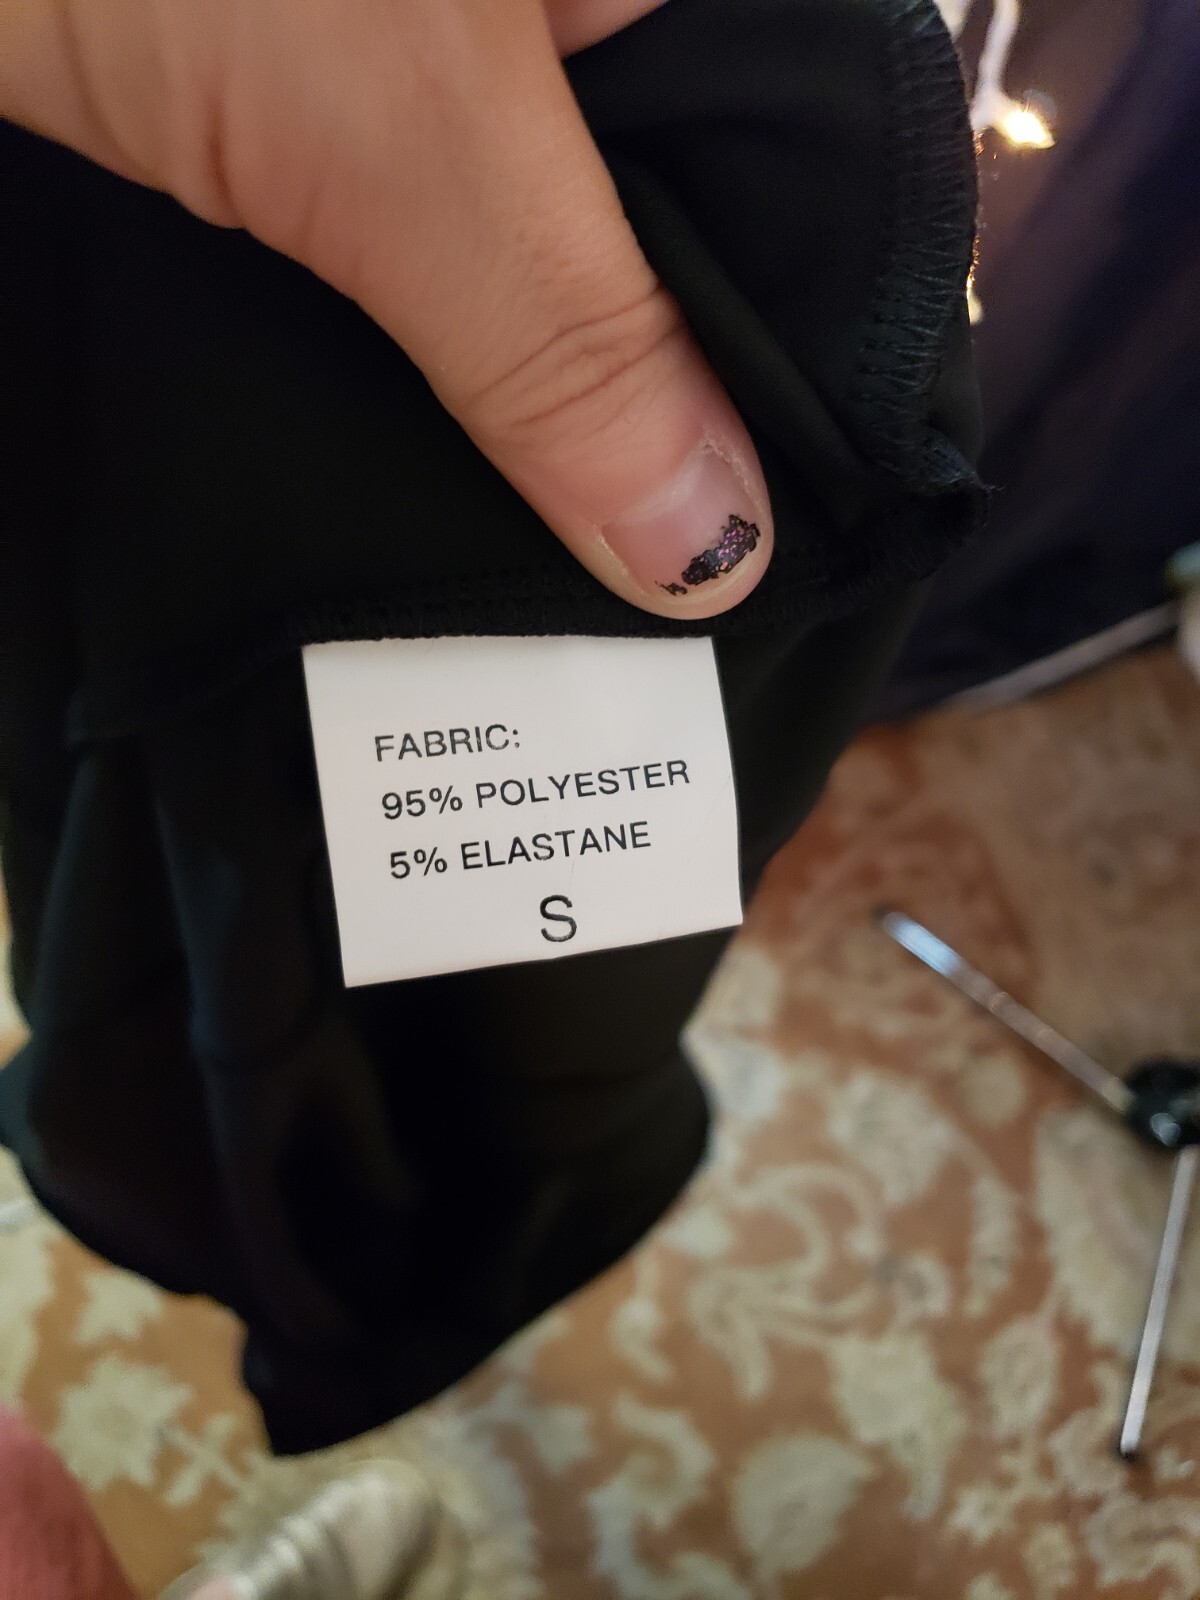 FABRIC:
95% POLYESTER
5% ELASTANE
S